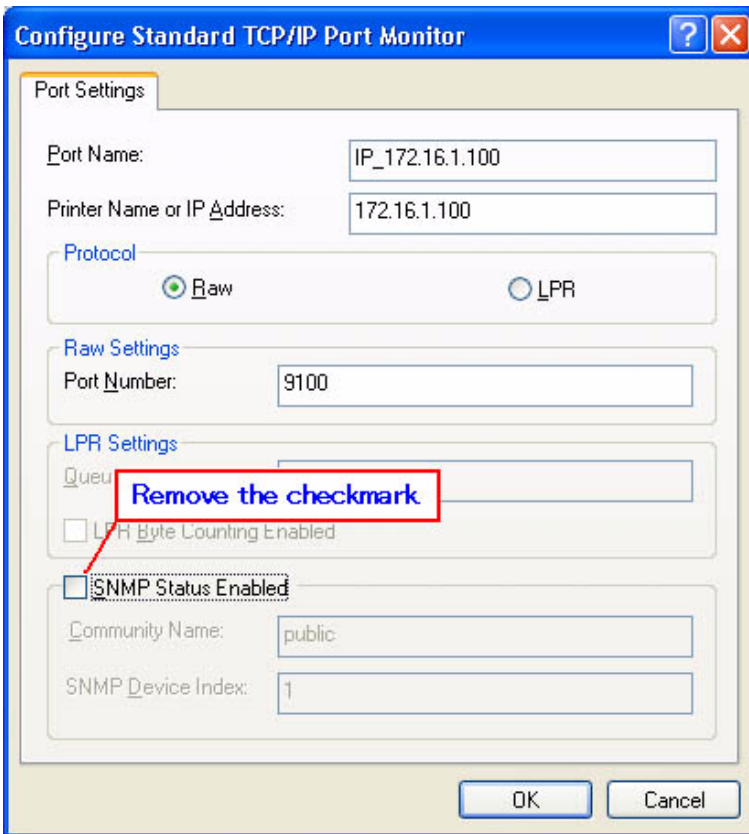 Configure Standard TCP/IP Port Monitor
Port Settings
Port Name: IP_172.16.1.100
Printer Name or IP Address: 172.16.1.100
Protocol
Raw LPR
Raw Settings
Port Number: 9100
LPR Settings
Queu
Remove the checkmark
LPR Byte Counting Enabled
SNMP Status Enabled
Community Name: public
SNMP Device Index: 1
OK Cancel